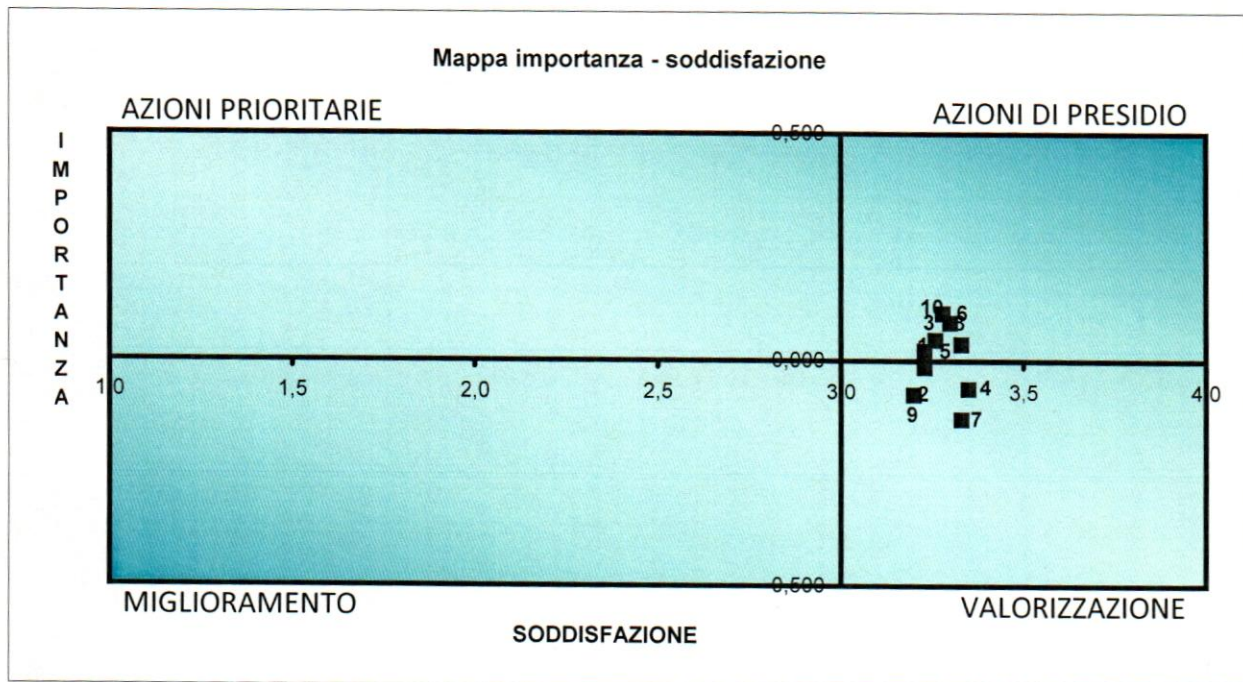 Mappa importanza - soddisfazione
AZIONI PRIORITARIE
AZIONI DI PRESIDIO
IMPORTANZA
0,500
10
6
3
8
5
0,000
1,0
1,5
2,0
2,5
3,0
3,5
4,0
2
4
9
7
0,500
MIGLIORAMENTO
VALORIZZAZIONE
SODDISFAZIONE